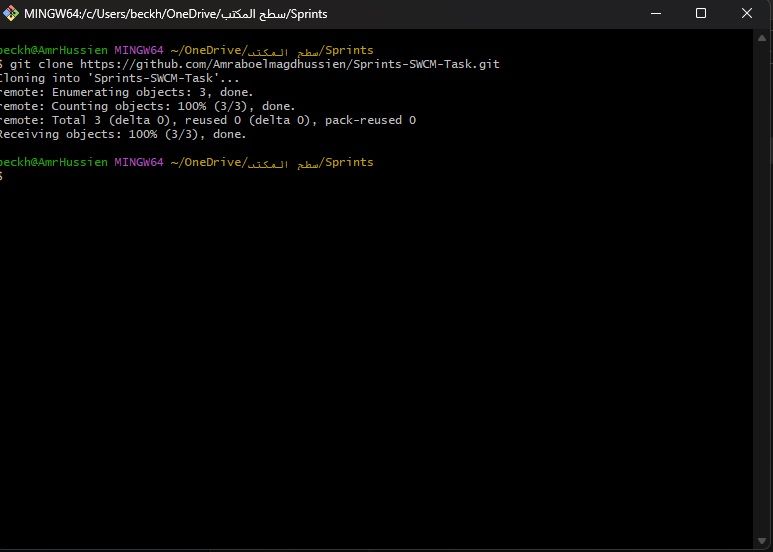 MINGW64:/c/Users/beckh/OneDrive/سطح المكتب/Sprints
beckh@AmrHussien MINGW64 ~/OneDrive/سطح المكتب/Sprints
$ git clone https://github.com/Amraboelmagdhussien/Sprints-SWCM-Task.git
Cloning into 'Sprints-SWCM-Task'...
remote: Enumerating objects: 3, done.
remote: Counting objects: 100% (3/3), done.
remote: Total 3 (delta 0), reused 0 (delta 0), pack-reused 0
Receiving objects: 100% (3/3), done.
beckh@AmrHussien MINGW64 ~/OneDrive/سطح المكتب/Sprints
$